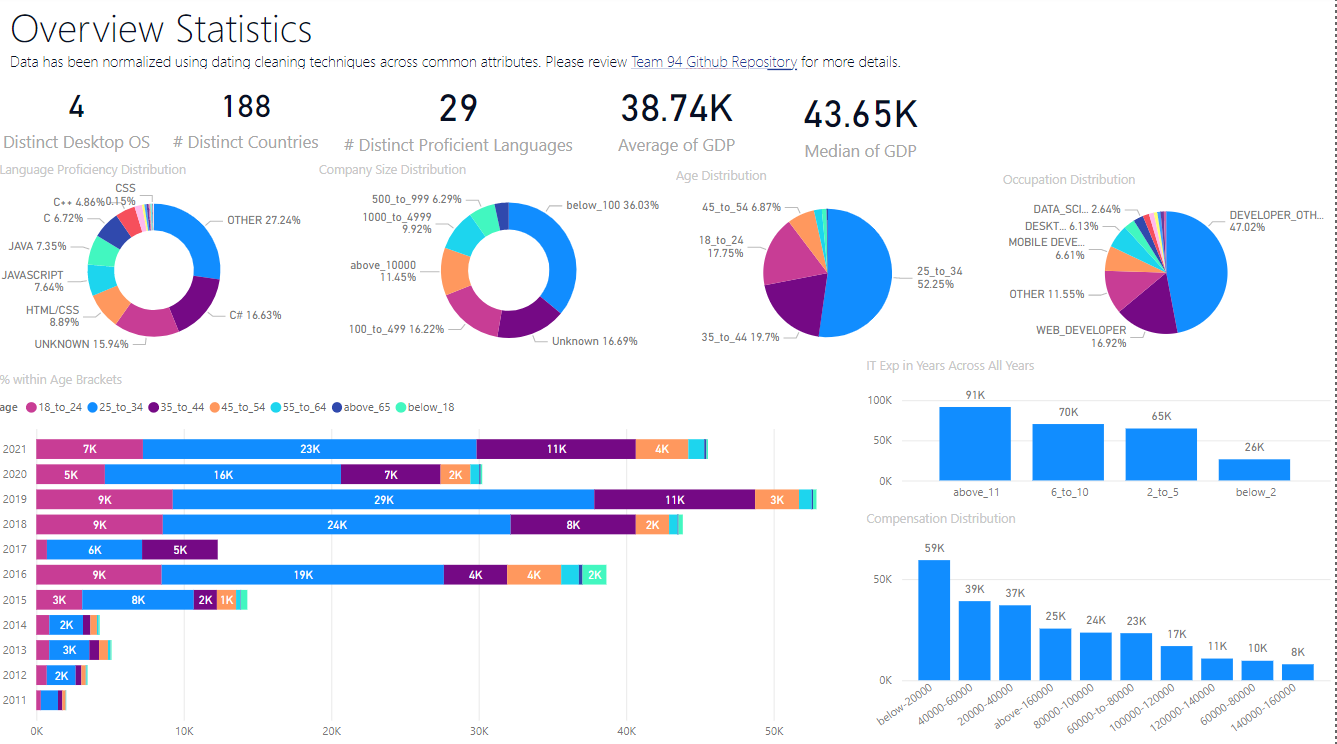 Overview Statistics
Data has been normalized using dating cleaning techniques across common attributes. Please review Team 94 Github Repository for more details.
4
Distinct Desktop OS
188
# Distinct Countries
29
# Distinct Proficient Languages
38.74K
Average of GDP
43.65K
Median of GDP
Language Proficiency Distribution
CSS
0.15%
C++ 4.86%
C 6.72%
JAVA 7.35%
JAVASCRIPT
7.64%
HTML/CSS
8.89%
UNKNOWN 15.94%
C# 16.63%
OTHER 27.24%
Company Size Distribution
500_to_999 6.29%
1000_to_4999
9.92%
above_10000
11.45%
100_to_499 16.22%
Unknown 16.69%
below_100 36.03%
Age Distribution
45_to_54 6.87%
18_to_24
17.75%
35_to_44 19.7%
25_to_34
52.25%
Occupation Distribution
DATA_SCI... 2.64%
DESKT... 6.13%
MOBILE DEVE...
6.61%
OTHER 11.55%
WEB_DEVELOPER
16.92%
DEVELOPER_OTH...
47.02%
% within Age Brackets
age 18_to_24 25_to_34 35_to_44 45_to_54 55_to_64 above_65 below_18
2021 7K 23K 11K 4K
2020 5K 16K 7K 2K
2019 9K 29K 11K 3K
2018 9K 24K 8K 2K
2017 6K 5K
2016 9K 19K 4K 4K 2K
2015 3K 8K 2K 1K
2014 2K
2013 3K
2012 2K
2011
0K 10K 20K 30K 40K 50K
IT Exp in Years Across All Years
100K
50K
0K
91K 70K 65K 26K
above_11 6_to_10 2_to_5 below_2
Compensation Distribution
50K
0K
59K 39K 37K 25K 24K 23K 17K 11K 10K 8K
below-20000 40000-60000 20000-40000 above-160000 80000-100000 60000-to-80000 100000-120000 120000-140000 60000-80000 140000-160000